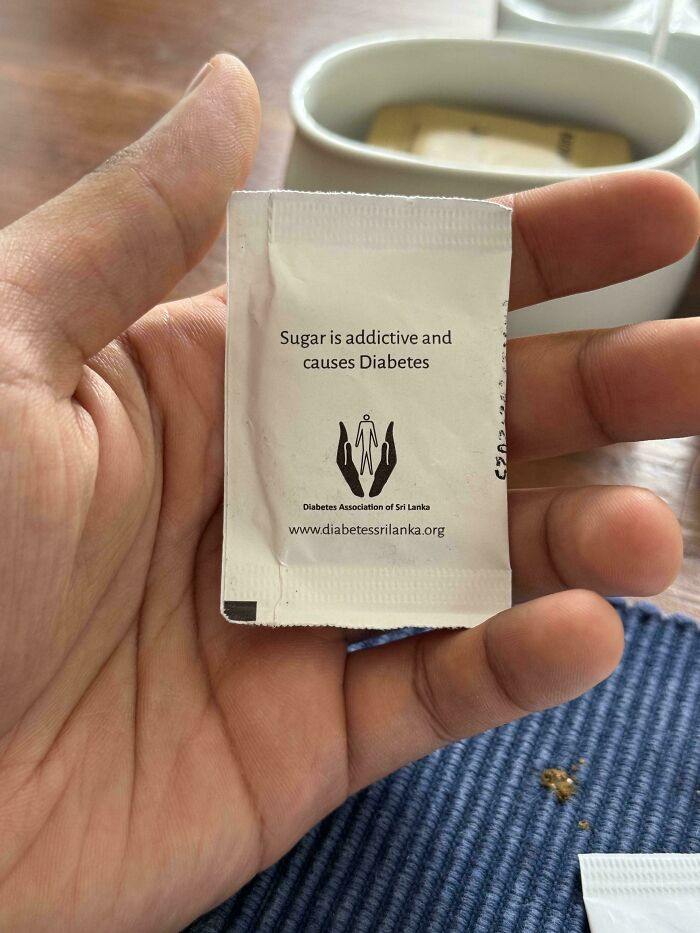 Sugar is addictive and
causes Diabetes
Diabetes Association of Sri Lanka
www.diabetessrilanka.org